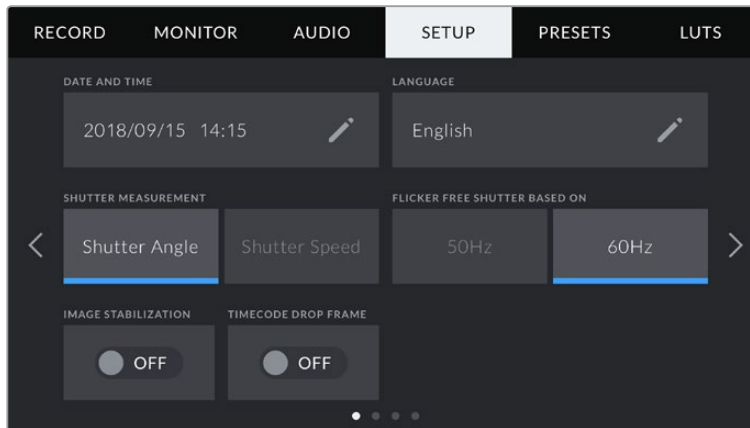 RECORD MONITOR AUDIO SETUP PRESETS LUTS
DATE AND TIME
LANGUAGE
2018/09/15 14:15
English
SHUTTER MEASUREMENT
FLICKER FREE SHUTTER BASED ON
Shutter Angle Shutter Speed
50Hz 60Hz
IMAGE STABILIZATION
TIMECODE DROP FRAME
OFF
OFF